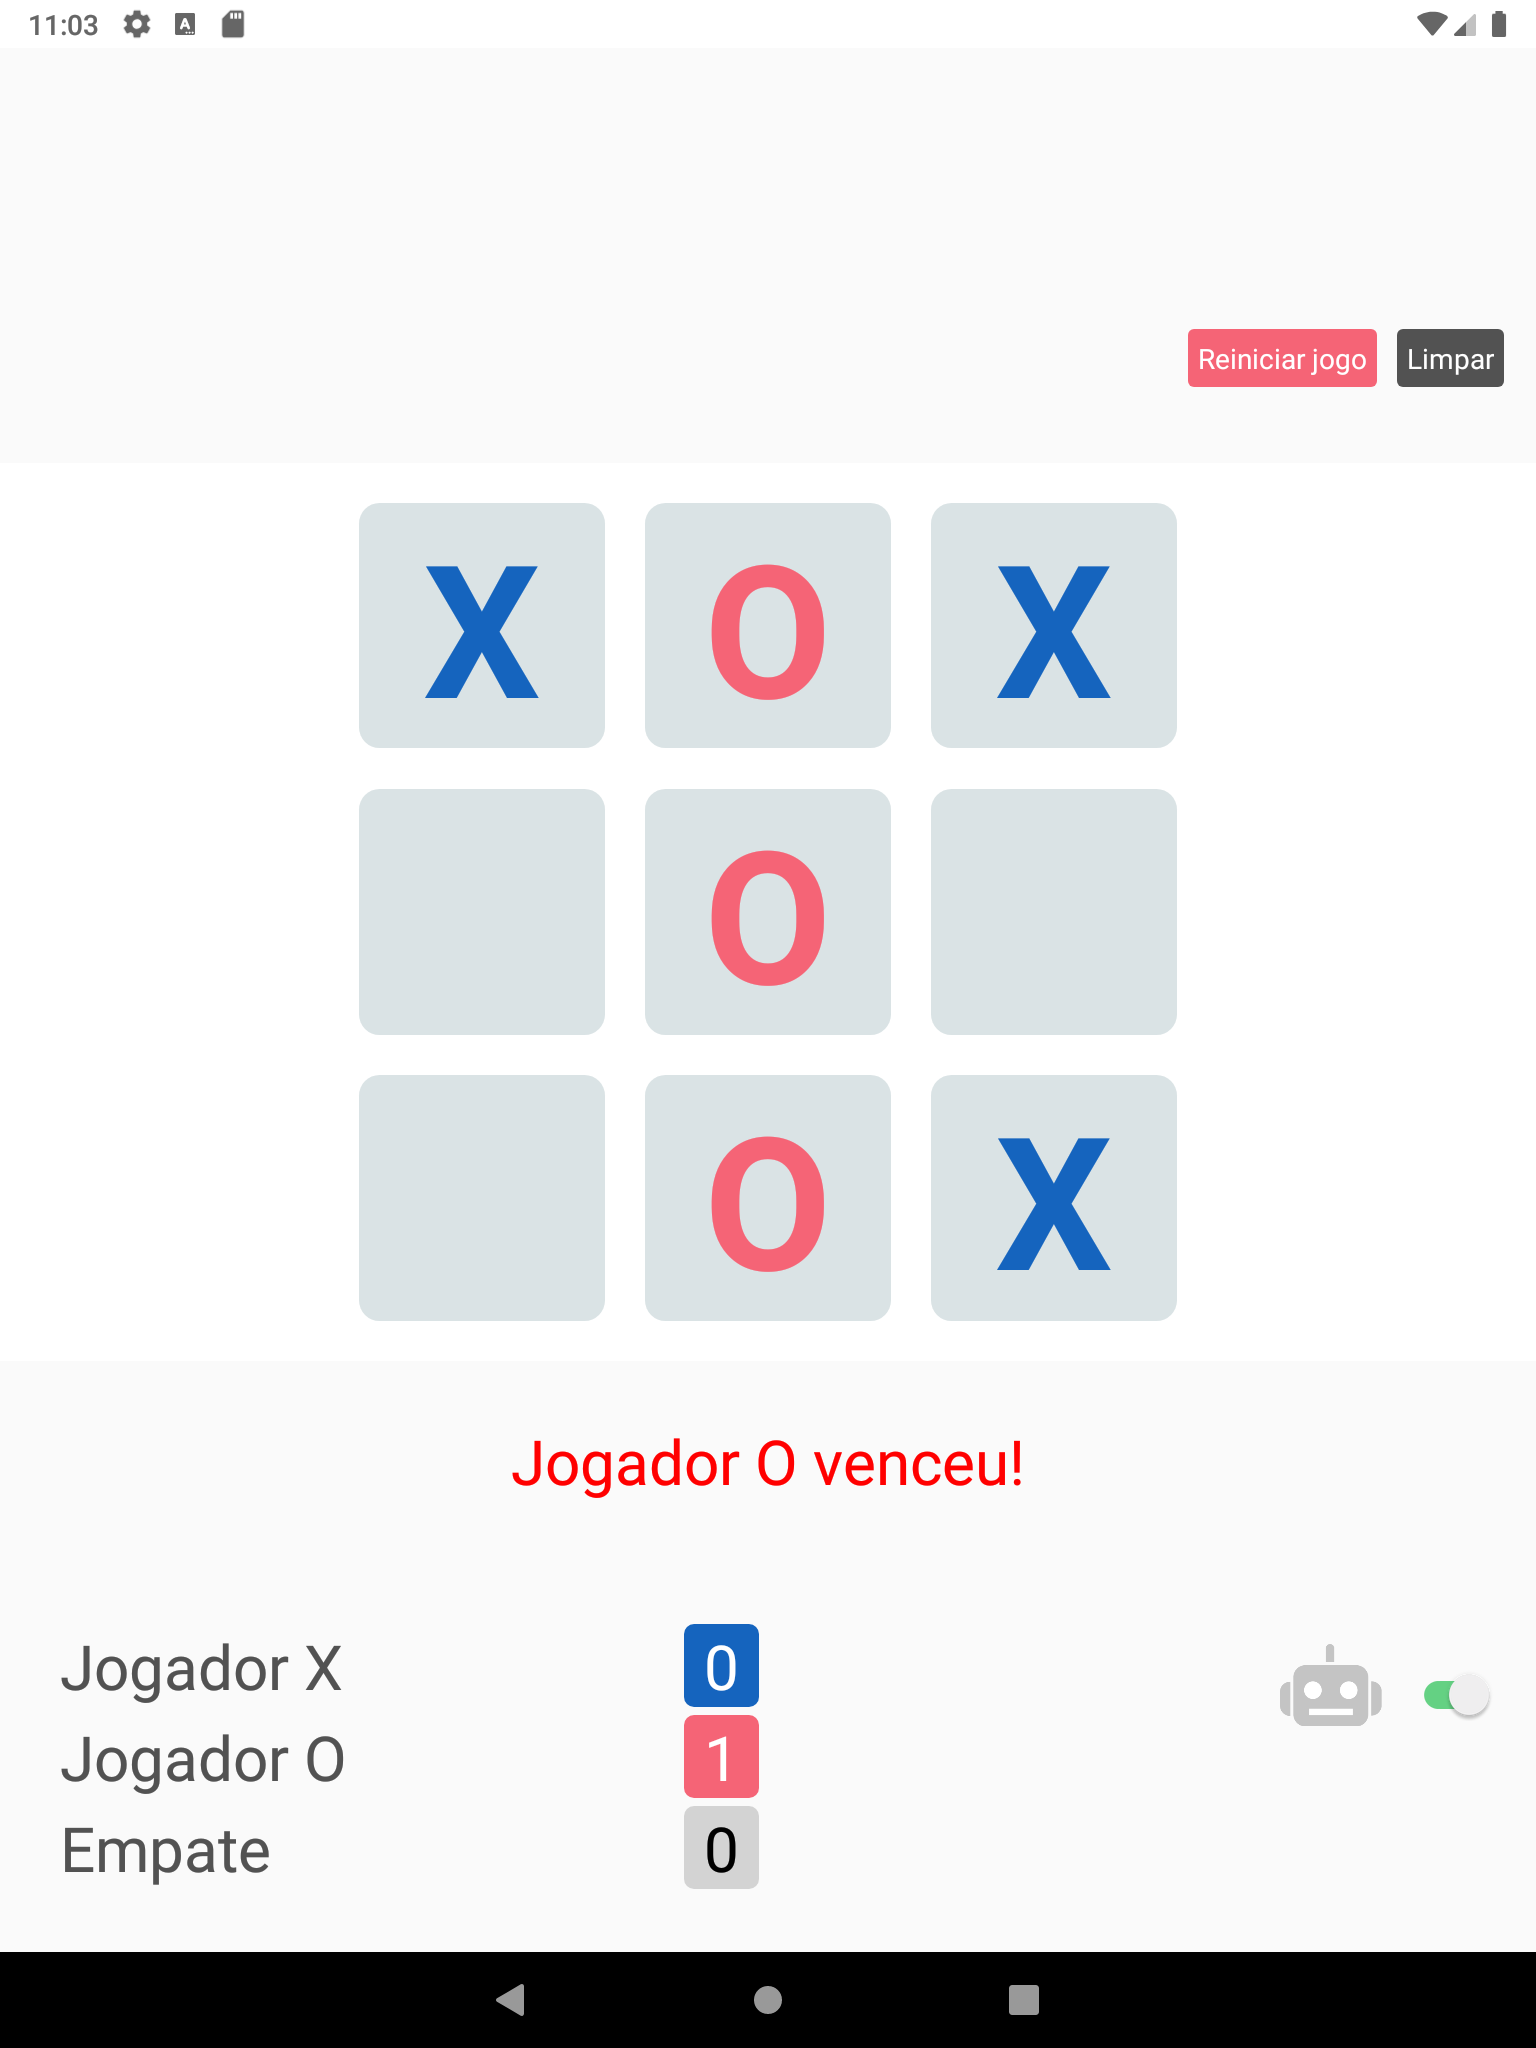 11:03
Reiniciar jogo Limpar
X O X
O
O X
Jogador O venceu!
Jogador X 0
Jogador O 1
Empate 0